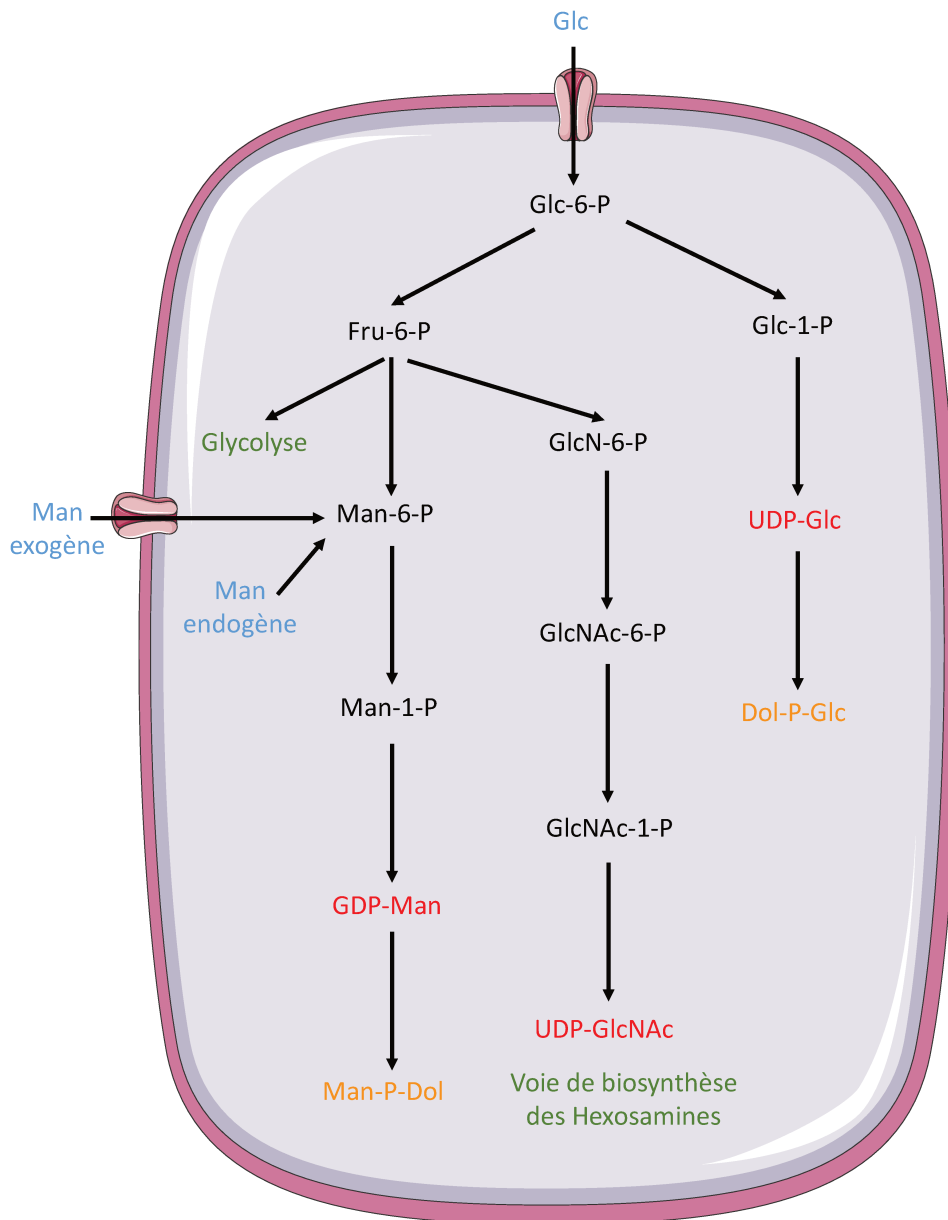 Glc
Glc-6-P
Fru-6-P
Glc-1-P
Glycolyse
GlcN-6-P
Man
exogène
Man-6-P
UDP-Glc
Man
endogène
GlcNAc-6-P
Man-1-P
Dol-P-Glc
GlcNAc-1-P
GDP-Man
UDP-GlcNAc
Man-P-Dol
Voie de biosynthèse
des Hexosamines